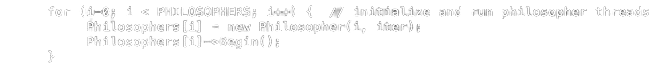 for (i=0; i < PHILOSOPHERS; i++) { // initialize and run philosopher threads
Philosophers[i] = new Philosopher(i, iter);
Philosophers[i]->Begin();
}